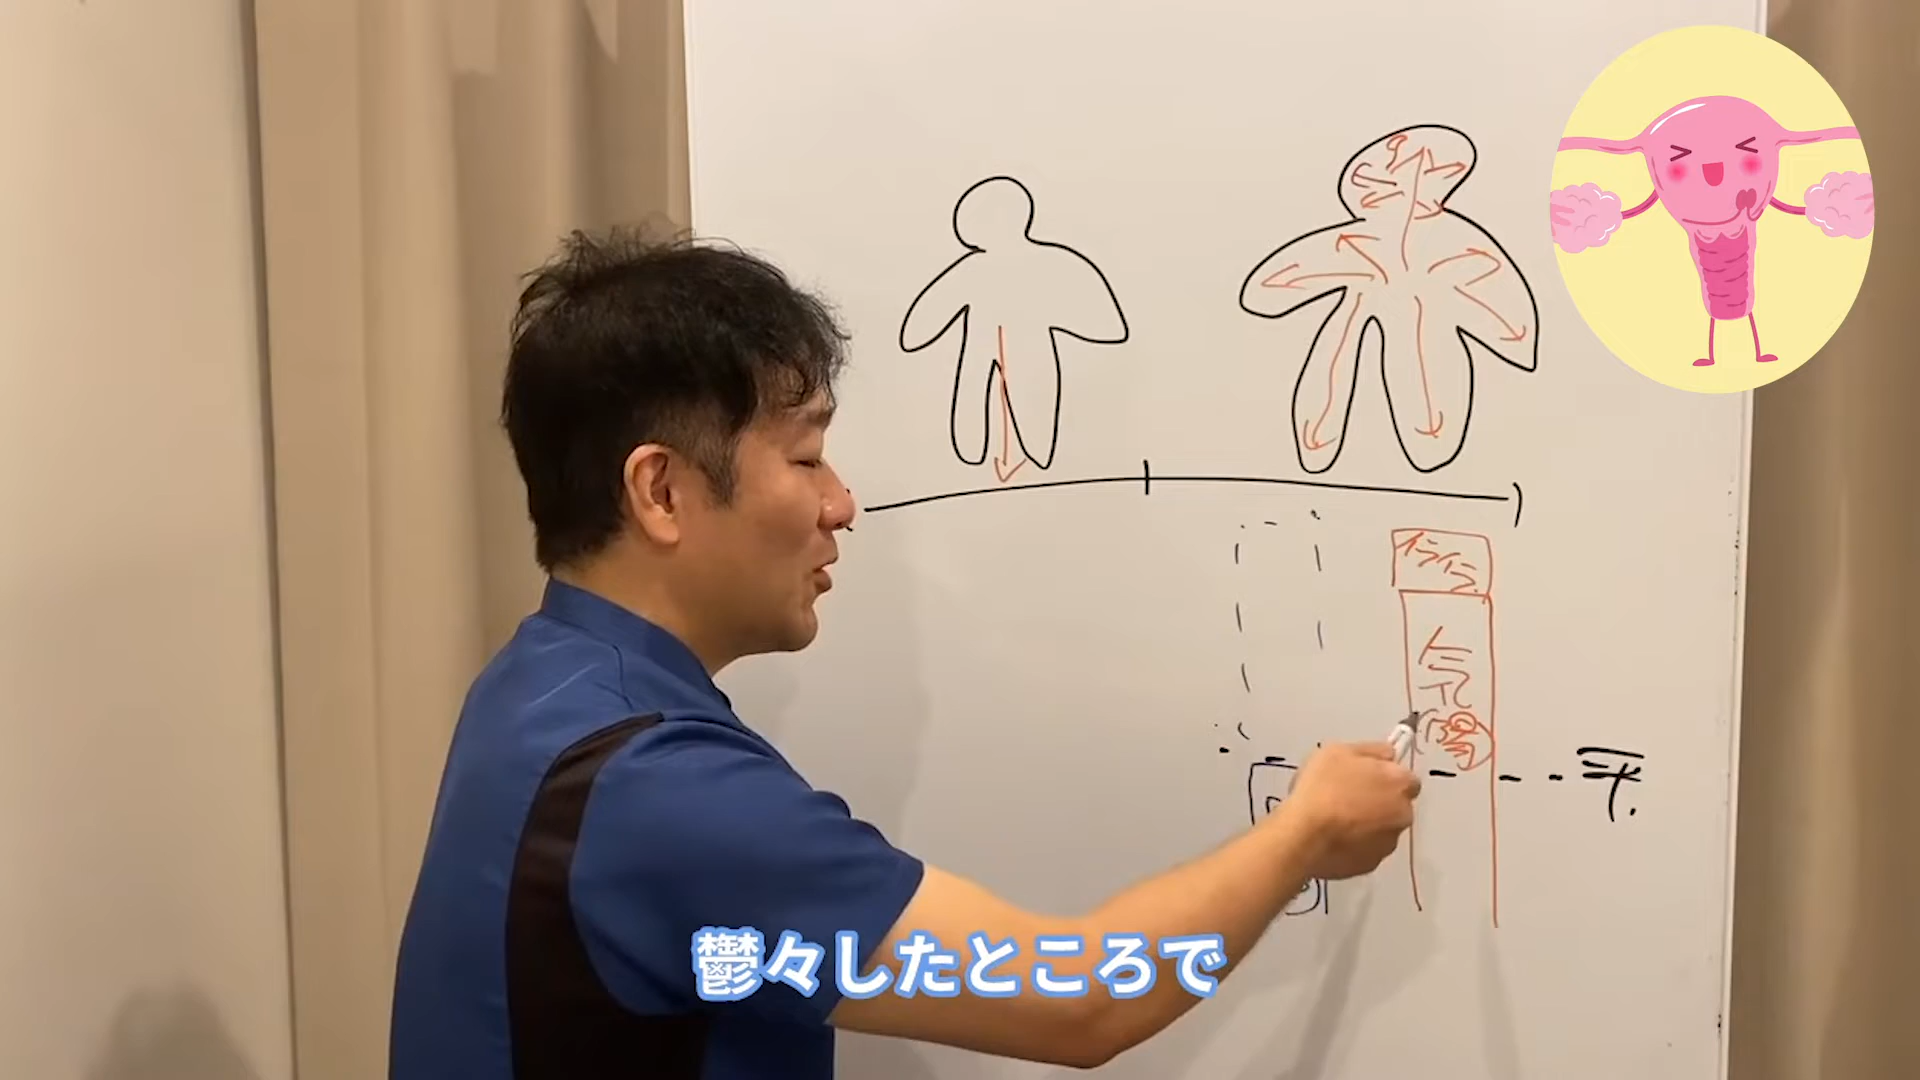 イライラ
気
陽
平.
鬱々したところで